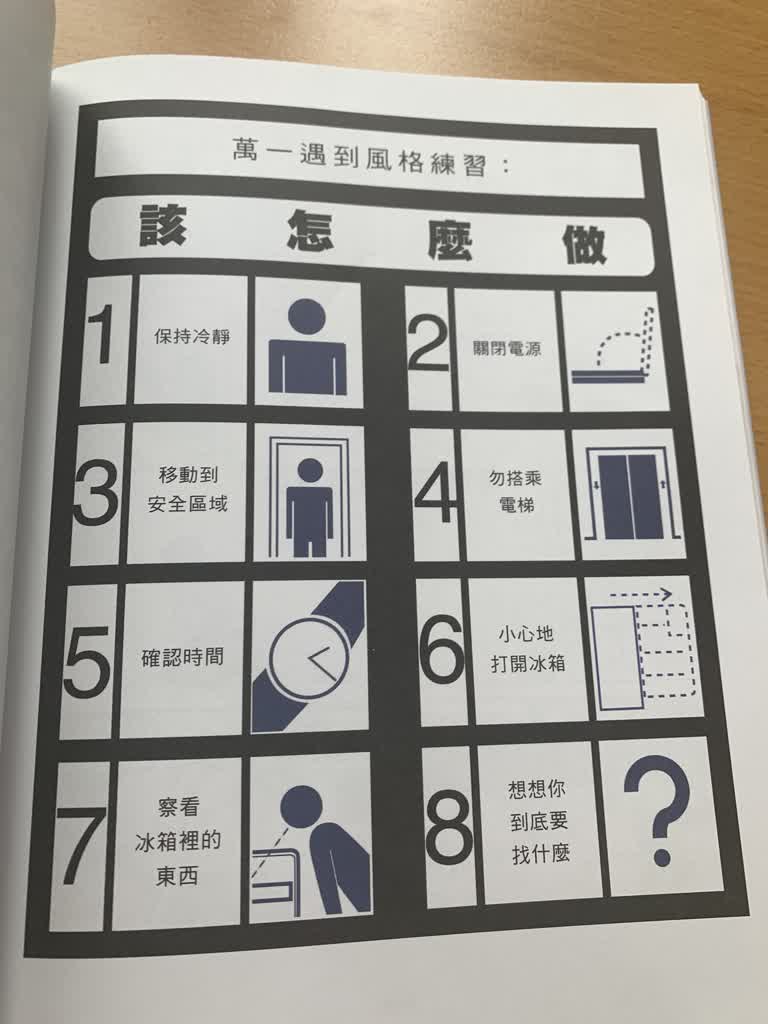 萬一遇到風格練習：
該怎麼做
1
保持冷靜
2
關閉電源
3
移動到
安全區域
4
勿搭乘
電梯
5
確認時間
6
小心地
打開冰箱
7
察看
冰箱裡的
東西
8
想想你
到底要
找什麼
?